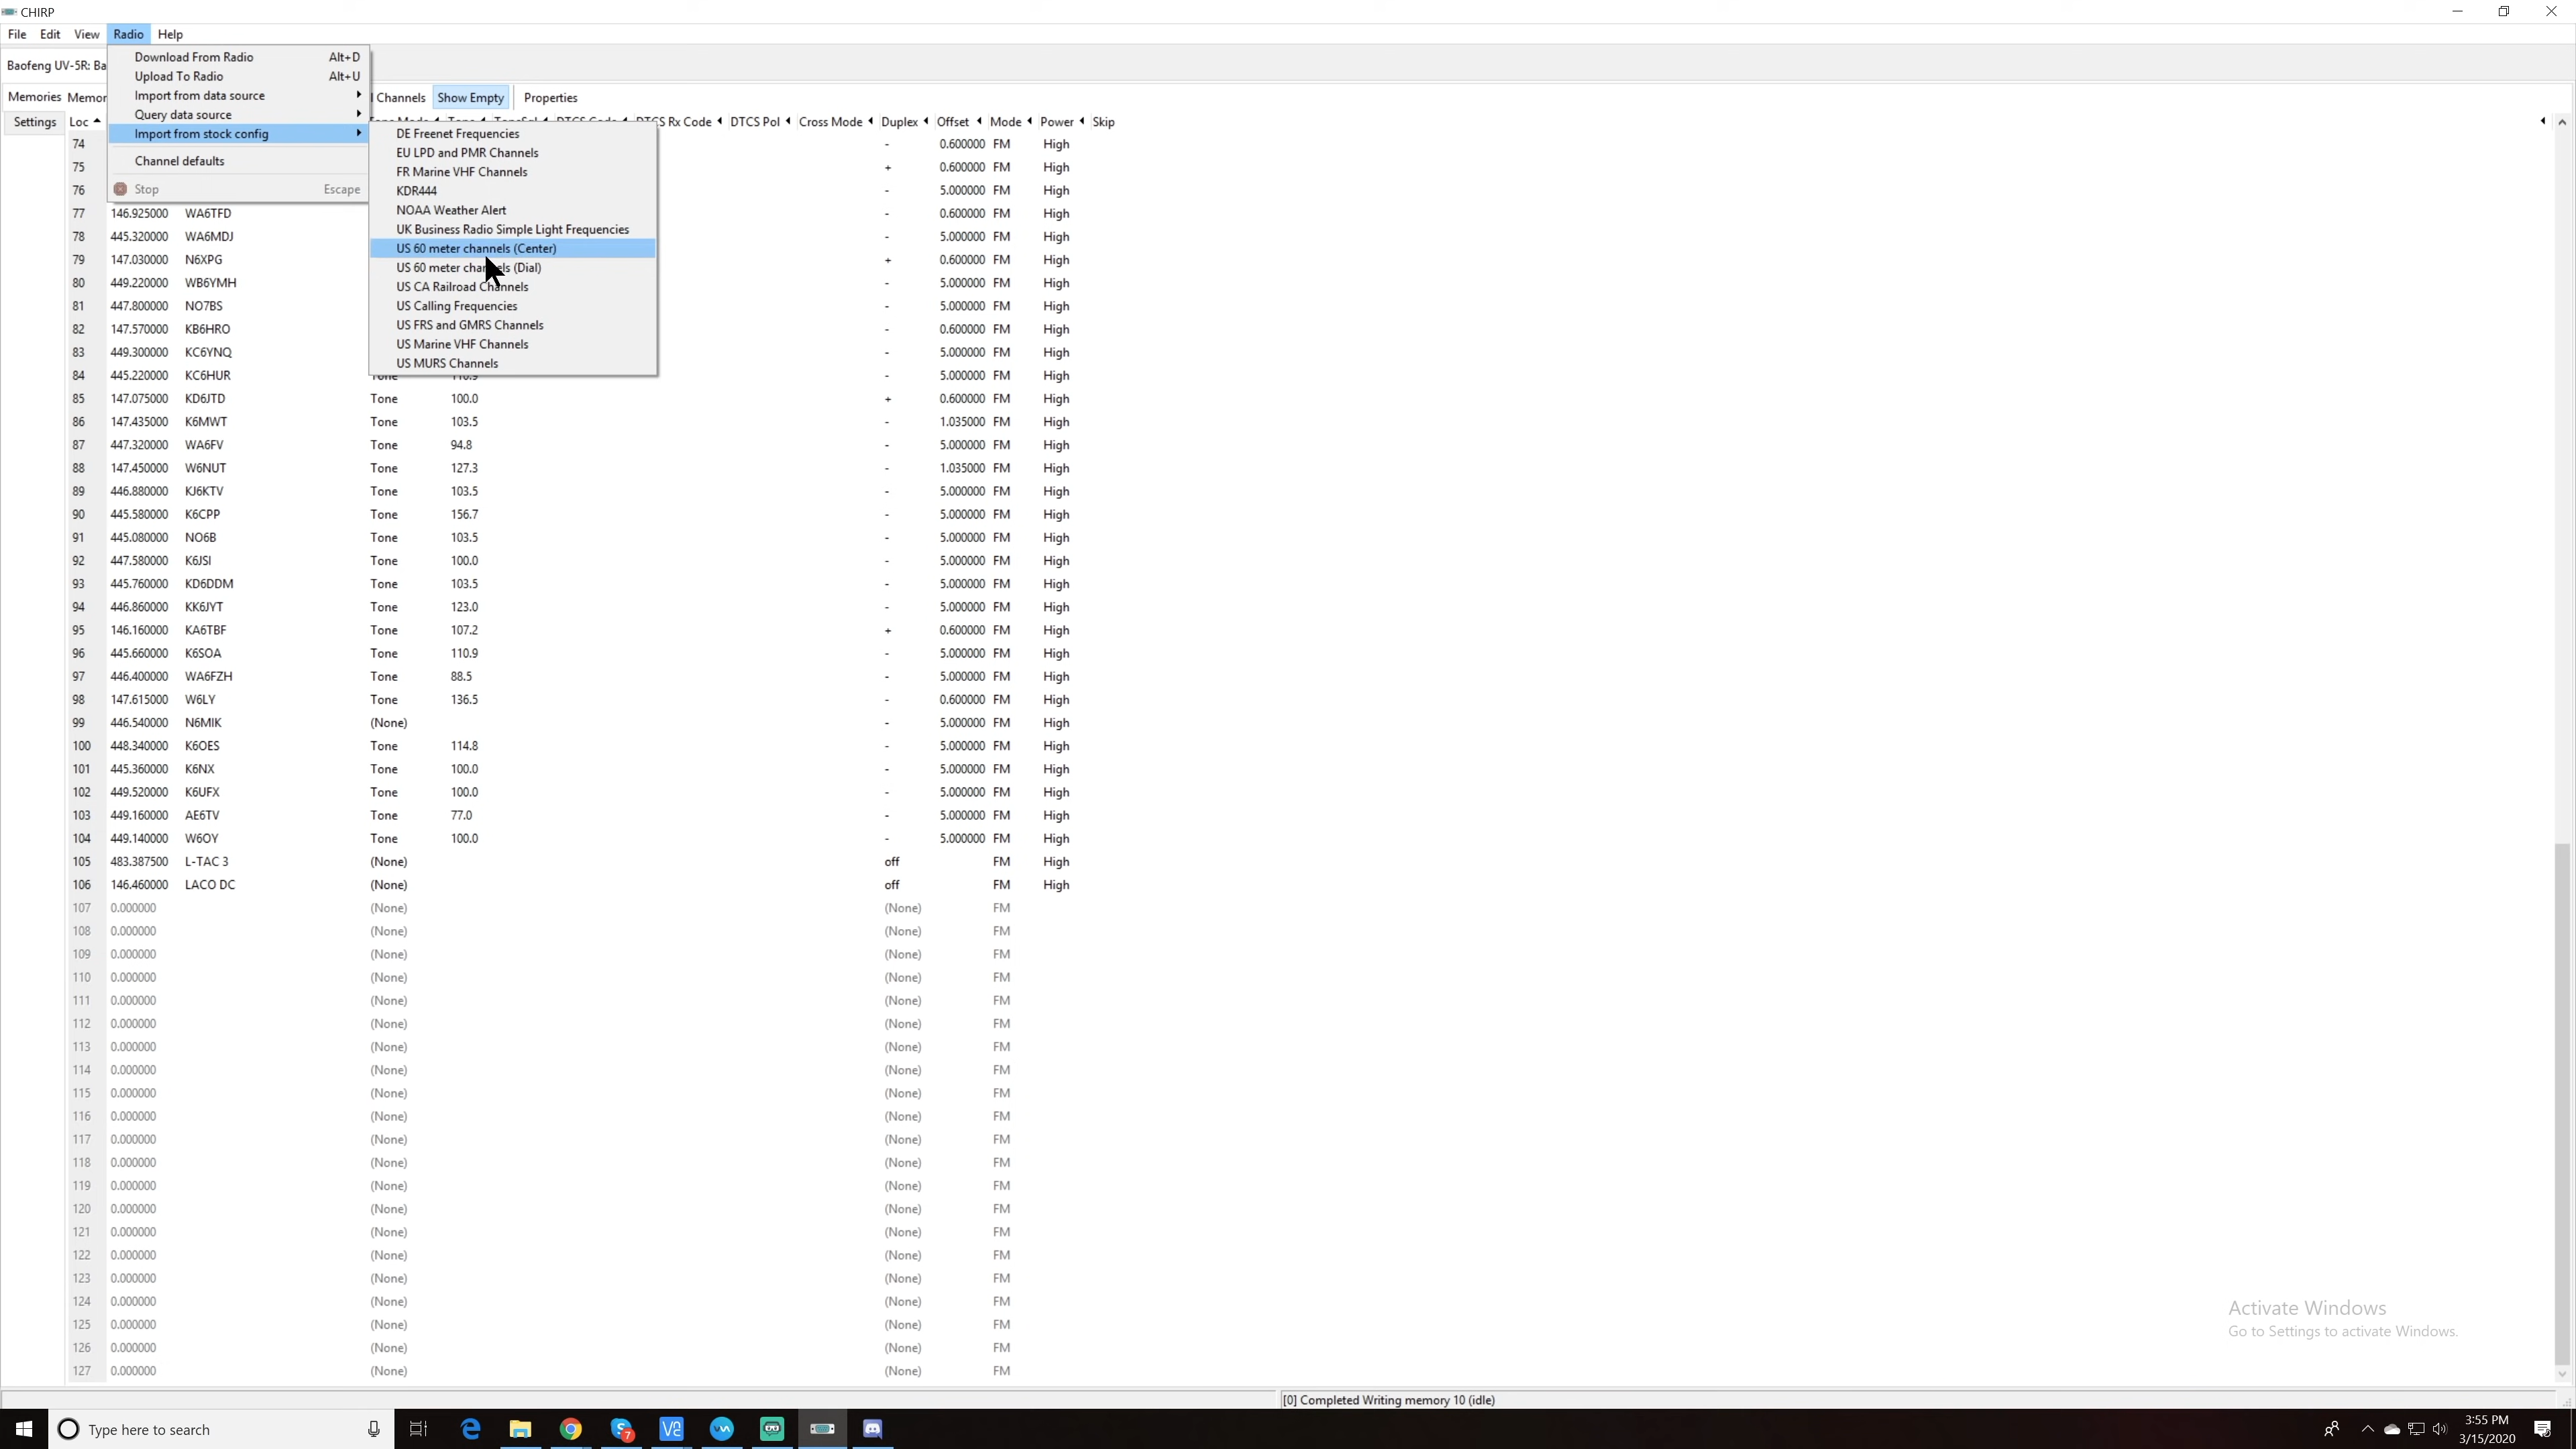 CHIRP
File Edit View Radio Help
Download From Radio Alt+D
Baofeng UV-5R: Ba
Upload To Radio Alt+U
Import from data source
Memories Memor l Channels Show Empty Properties
Query data source
Settings Loc DTCS Rx Code DTCS Pol Cross Mode Duplex Offset Mode Power Skip
Import from stock config
Channel defaults
Stop Escape
DE Freenet Frequencies
EU LPD and PMR Channels
FR Marine VHF Channels
KDR444
NOAA Weather Alert
UK Business Radio Simple Light Frequencies
US 60 meter channels (Center)
US 60 meter channels (Dial)
US CA Railroad Channels
US Calling Frequencies
US FRS and GMRS Channels
US Marine VHF Channels
US MURS Channels
74 - 0.600000 FM High
75 + 0.600000 FM High
76 - 5.000000 FM High
77 146.925000 WA6TFD - 0.600000 FM High
78 445.320000 WA6MDJ - 5.000000 FM High
79 147.030000 N6XPG + 0.600000 FM High
80 449.220000 WB6YMH - 5.000000 FM High
81 447.800000 NO7BS - 5.000000 FM High
82 147.570000 KB6HRO - 0.600000 FM High
83 449.300000 KC6YNQ - 5.000000 FM High
84 445.220000 KC6HUR Tone 110.9 - 5.000000 FM High
85 147.075000 KD6JTD Tone 100.0 + 0.600000 FM High
86 147.435000 K6MWT Tone 103.5 - 1.035000 FM High
87 447.320000 WA6FV Tone 94.8 - 5.000000 FM High
88 147.450000 W6NUT Tone 127.3 - 1.035000 FM High
89 446.880000 KJ6KTV Tone 103.5 - 5.000000 FM High
90 445.580000 K6CPP Tone 156.7 - 5.000000 FM High
91 445.080000 NO6B Tone 103.5 - 5.000000 FM High
92 447.580000 K6JSI Tone 100.0 - 5.000000 FM High
93 445.760000 KD6DDM Tone 103.5 - 5.000000 FM High
94 446.860000 KK6JYT Tone 123.0 - 5.000000 FM High
95 146.160000 KA6TBF Tone 107.2 + 0.600000 FM High
96 445.660000 K6SOA Tone 110.9 - 5.000000 FM High
97 446.400000 WA6FZH Tone 88.5 - 5.000000 FM High
98 147.615000 W6LY Tone 136.5 - 0.600000 FM High
99 446.540000 N6MIK (None) - 5.000000 FM High
100 448.340000 K6OES Tone 114.8 - 5.000000 FM High
101 445.360000 K6NX Tone 100.0 - 5.000000 FM High
102 449.520000 K6UFX Tone 100.0 - 5.000000 FM High
103 449.160000 AE6TV Tone 77.0 - 5.000000 FM High
104 449.140000 W6OY Tone 100.0 - 5.000000 FM High
105 483.387500 L-TAC 3 (None) off FM High
106 146.460000 LACO DC (None) off FM High
107 0.000000 (None) (None) FM
108 0.000000 (None) (None) FM
109 0.000000 (None) (None) FM
110 0.000000 (None) (None) FM
111 0.000000 (None) (None) FM
112 0.000000 (None) (None) FM
113 0.000000 (None) (None) FM
114 0.000000 (None) (None) FM
115 0.000000 (None) (None) FM
116 0.000000 (None) (None) FM
117 0.000000 (None) (None) FM
118 0.000000 (None) (None) FM
119 0.000000 (None) (None) FM
120 0.000000 (None) (None) FM
121 0.000000 (None) (None) FM
122 0.000000 (None) (None) FM
123 0.000000 (None) (None) FM
124 0.000000 (None) (None) FM
125 0.000000 (None) (None) FM
126 0.000000 (None) (None) FM
127 0.000000 (None) (None) FM
Activate Windows
Go to Settings to activate Windows.
[0] Completed Writing memory 10 (idle)
Type here to search
7
3:55 PM
3/15/2020